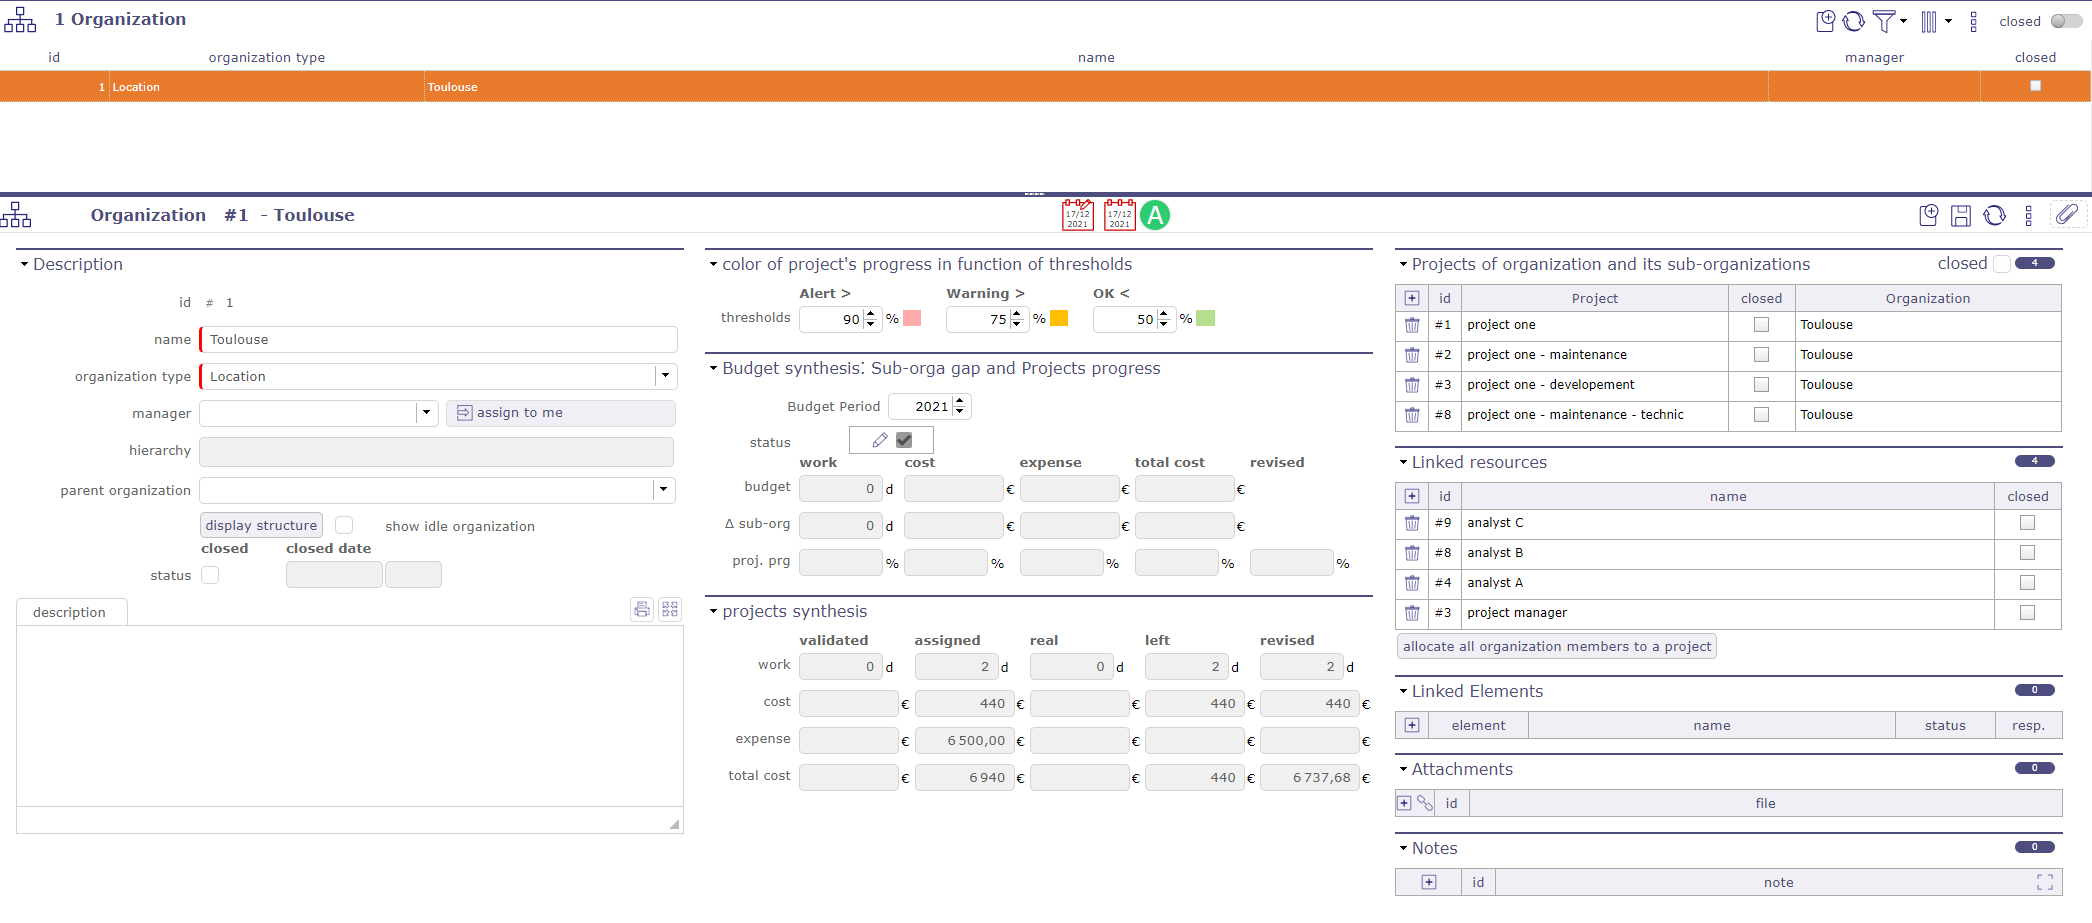 1 Organization
closed
id organization type name manager closed
1 Location Toulouse
Organization #1 - Toulouse
17/12 2021
17/12 2021
A
Description
id # 1
name Toulouse
organization type Location
manager assign to me
hierarchy
parent organization
display structure show idle organization
closed closed date
status
description
color of project's progress in function of thresholds
Alert > Warning > OK <
thresholds 90 % 75 % 50 %
Budget synthesis: Sub-orga gap and Projects progress
Budget Period 2021
status
work cost expense total cost revised
budget 0 d € € €
Δ sub-org 0 d € € €
proj. prg % % % % %
projects synthesis
validated assigned real left revised
work 0 d 2 d 0 d 2 d 2 d
cost € 440 € € 440 € 440 €
expense € 6 500,00 € € € €
total cost € 6 940 € € 440 € 6 737,68 €
Projects of organization and its sub-organizations closed 4
id Project closed Organization
#1 project one Toulouse
#2 project one - maintenance Toulouse
#3 project one - developement Toulouse
#8 project one - maintenance - technic Toulouse
Linked resources 4
id name closed
#9 analyst C
#8 analyst B
#4 analyst A
#3 project manager
allocate all organization members to a project
Linked Elements 0
element name status resp.
Attachments 0
id file
Notes 0
id note